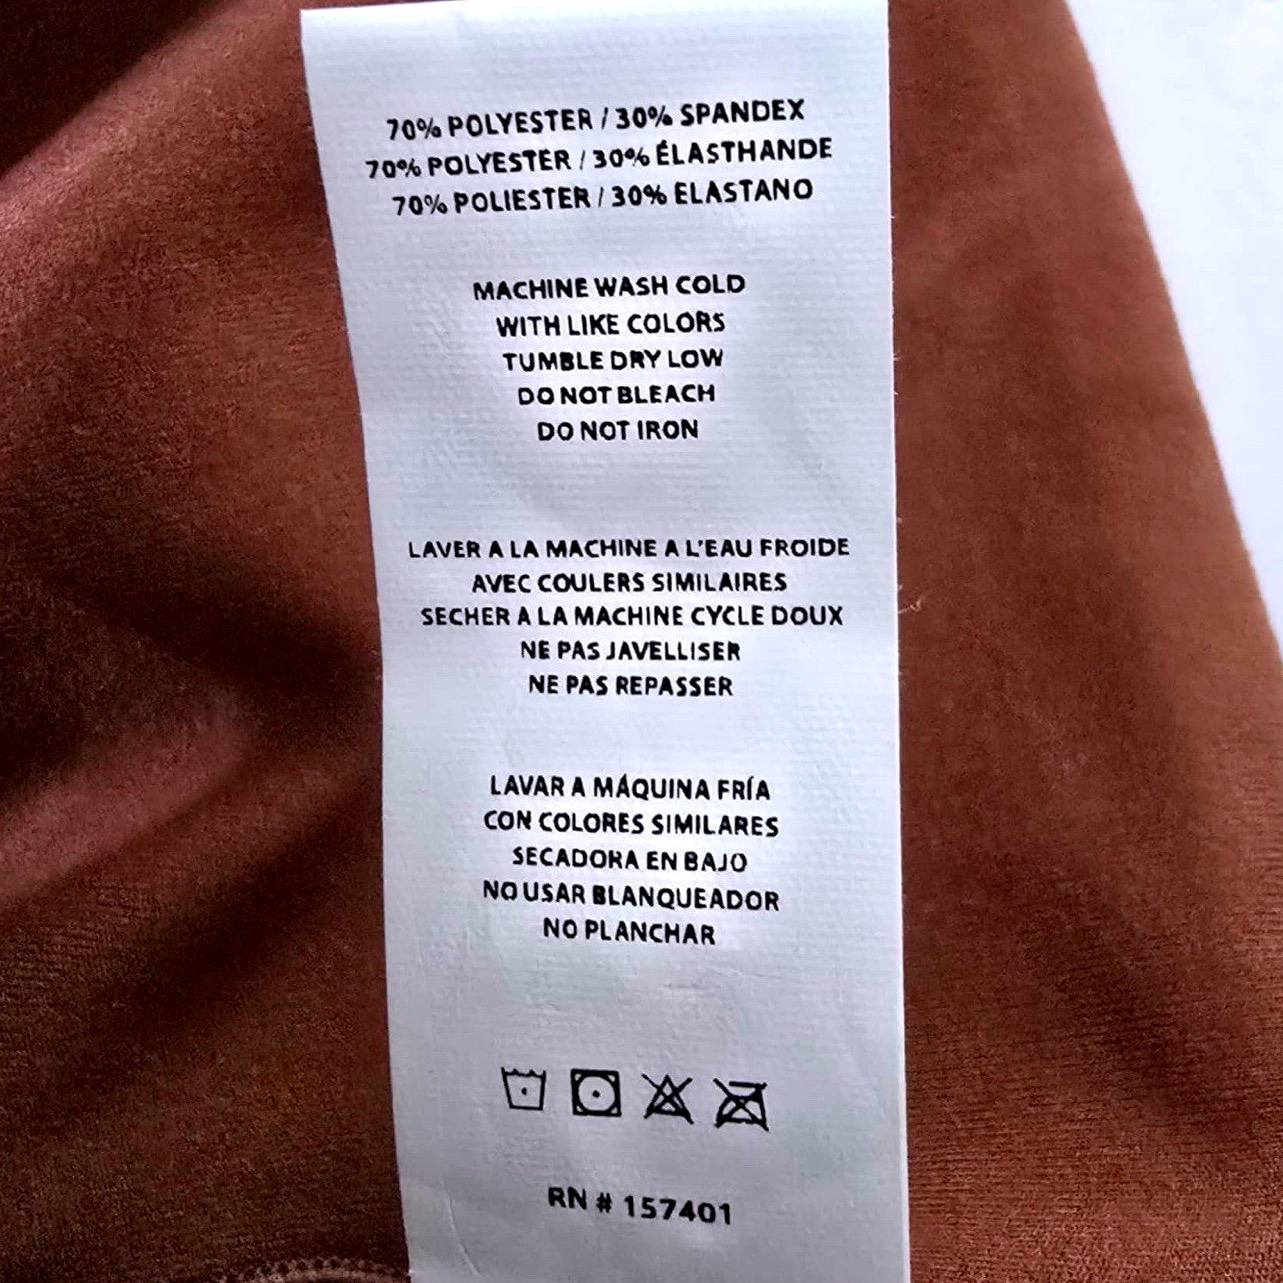 70% POLYESTER / 30% SPANDEX
70% POLYESTER / 30% ÉLASTHANDE
70% POLIESTER / 30% ELASTANO
MACHINE WASH COLD
WITH LIKE COLORS
TUMBLE DRY LOW
DO NOT BLEACH
DO NOT IRON
LAVER A LA MACHINE A L'EAU FROIDE
AVEC COULERS SIMILAIRES
SECHER A LA MACHINE CYCLE DOUX
NE PAS JAVELLISER
NE PAS REPASSER
LAVAR A MÁQUINA FRÍA
CON COLORES SIMILARES
SECADORA EN BAJO
NO USAR BLANQUEADOR
NO PLANCHAR
RN # 157401